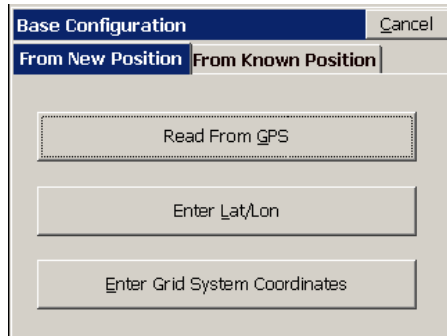 Base Configuration Cancel
From New Position From Known Position
Read From GPS
Enter Lat/Lon
Enter Grid System Coordinates